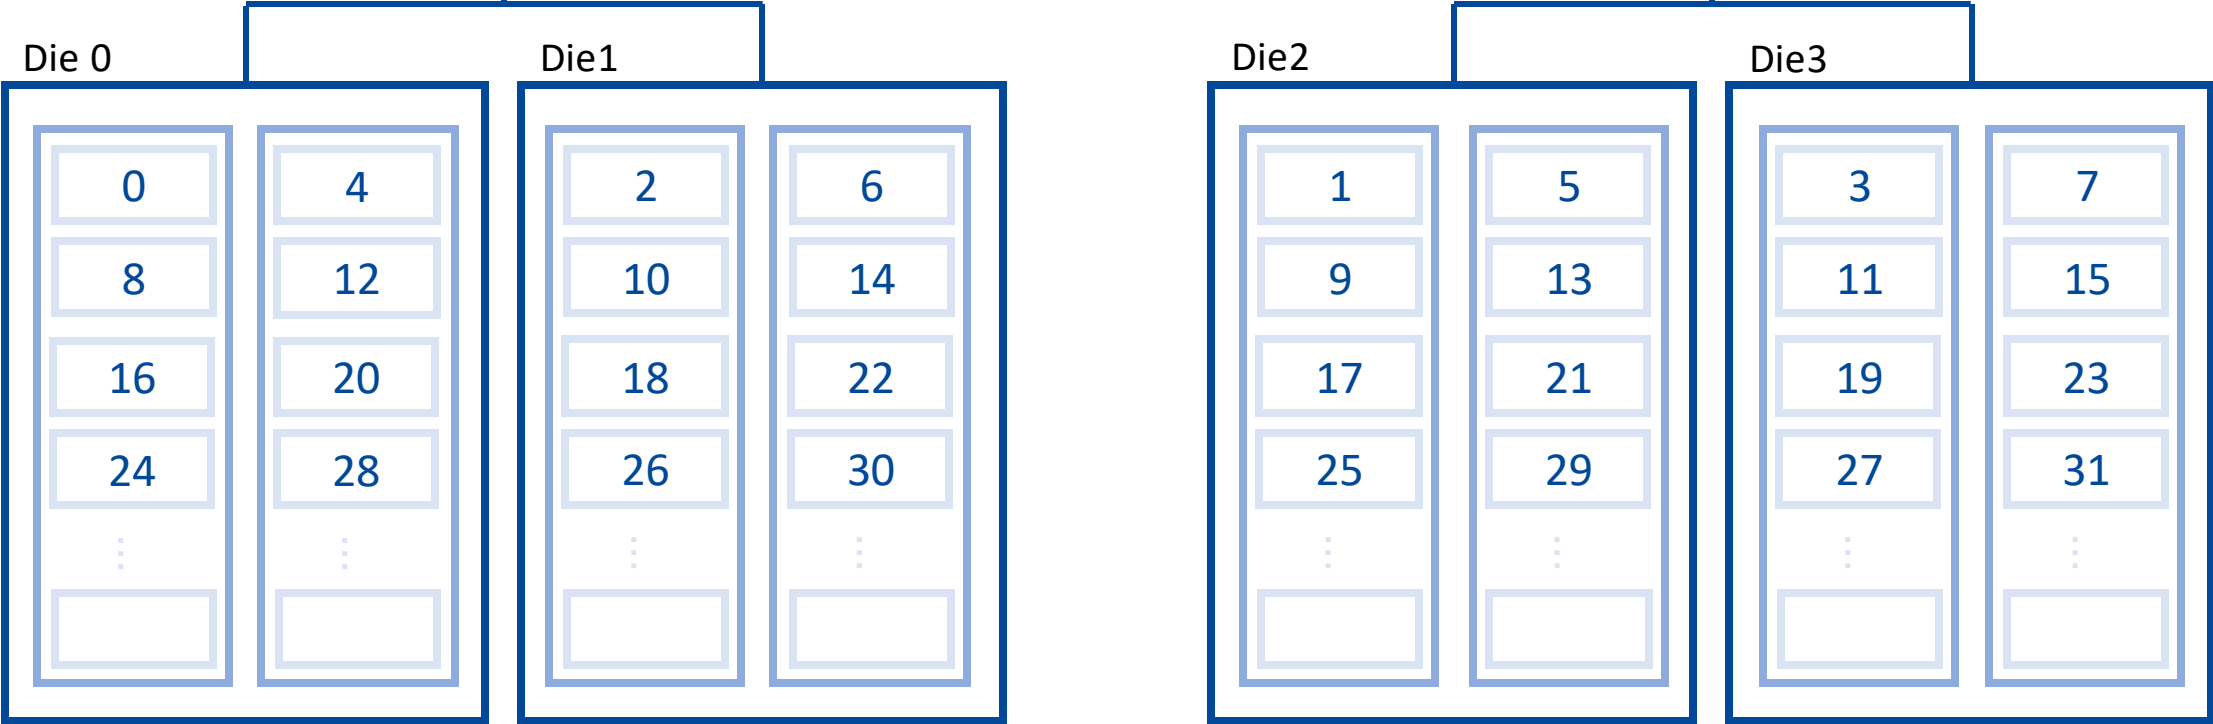 Die 0 Die1 Die2 Die3
0 4 2 6 1 5 3 7
8 12 10 14 9 13 11 15
16 20 18 22 17 21 19 23
24 28 26 30 25 29 27 31
⋮ ⋮ ⋮ ⋮ ⋮ ⋮ ⋮ ⋮